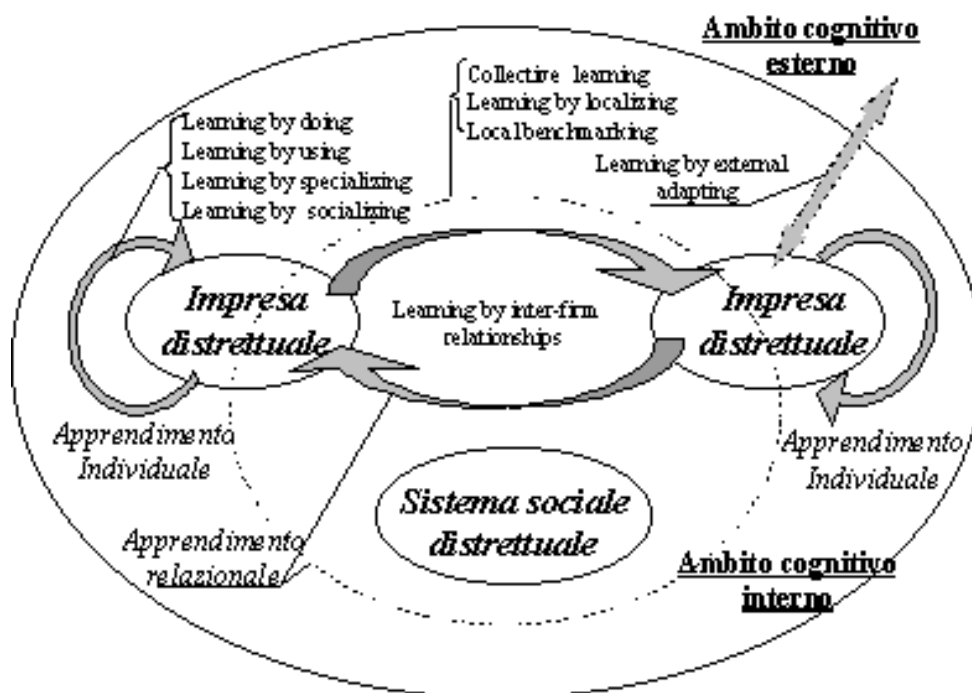 Ambito cognitivo
esterno
Collective learning
Learning by localizing
Local benchmarking
Learning by doing
Learning by using
Learning by specializing
Learning by socializing
Learning by external
adapting
Impresa
distrettuale
Learning by inter-firm
relationships
Impresa
distrettuale
Apprendimento
Individuale
Apprendimento
Individuale
Sistema sociale
distrettuale
Apprendimento
relazionale
Ambito cognitivo
interno